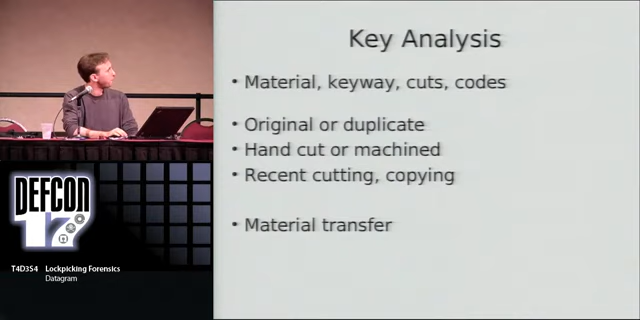 Key Analysis
• Material, keyway, cuts, codes
• Original or duplicate
• Hand cut or machined
• Recent cutting, copying
• Material transfer
DEFCON
17
T4D3S4 Lockpicking Forensics
Datagram